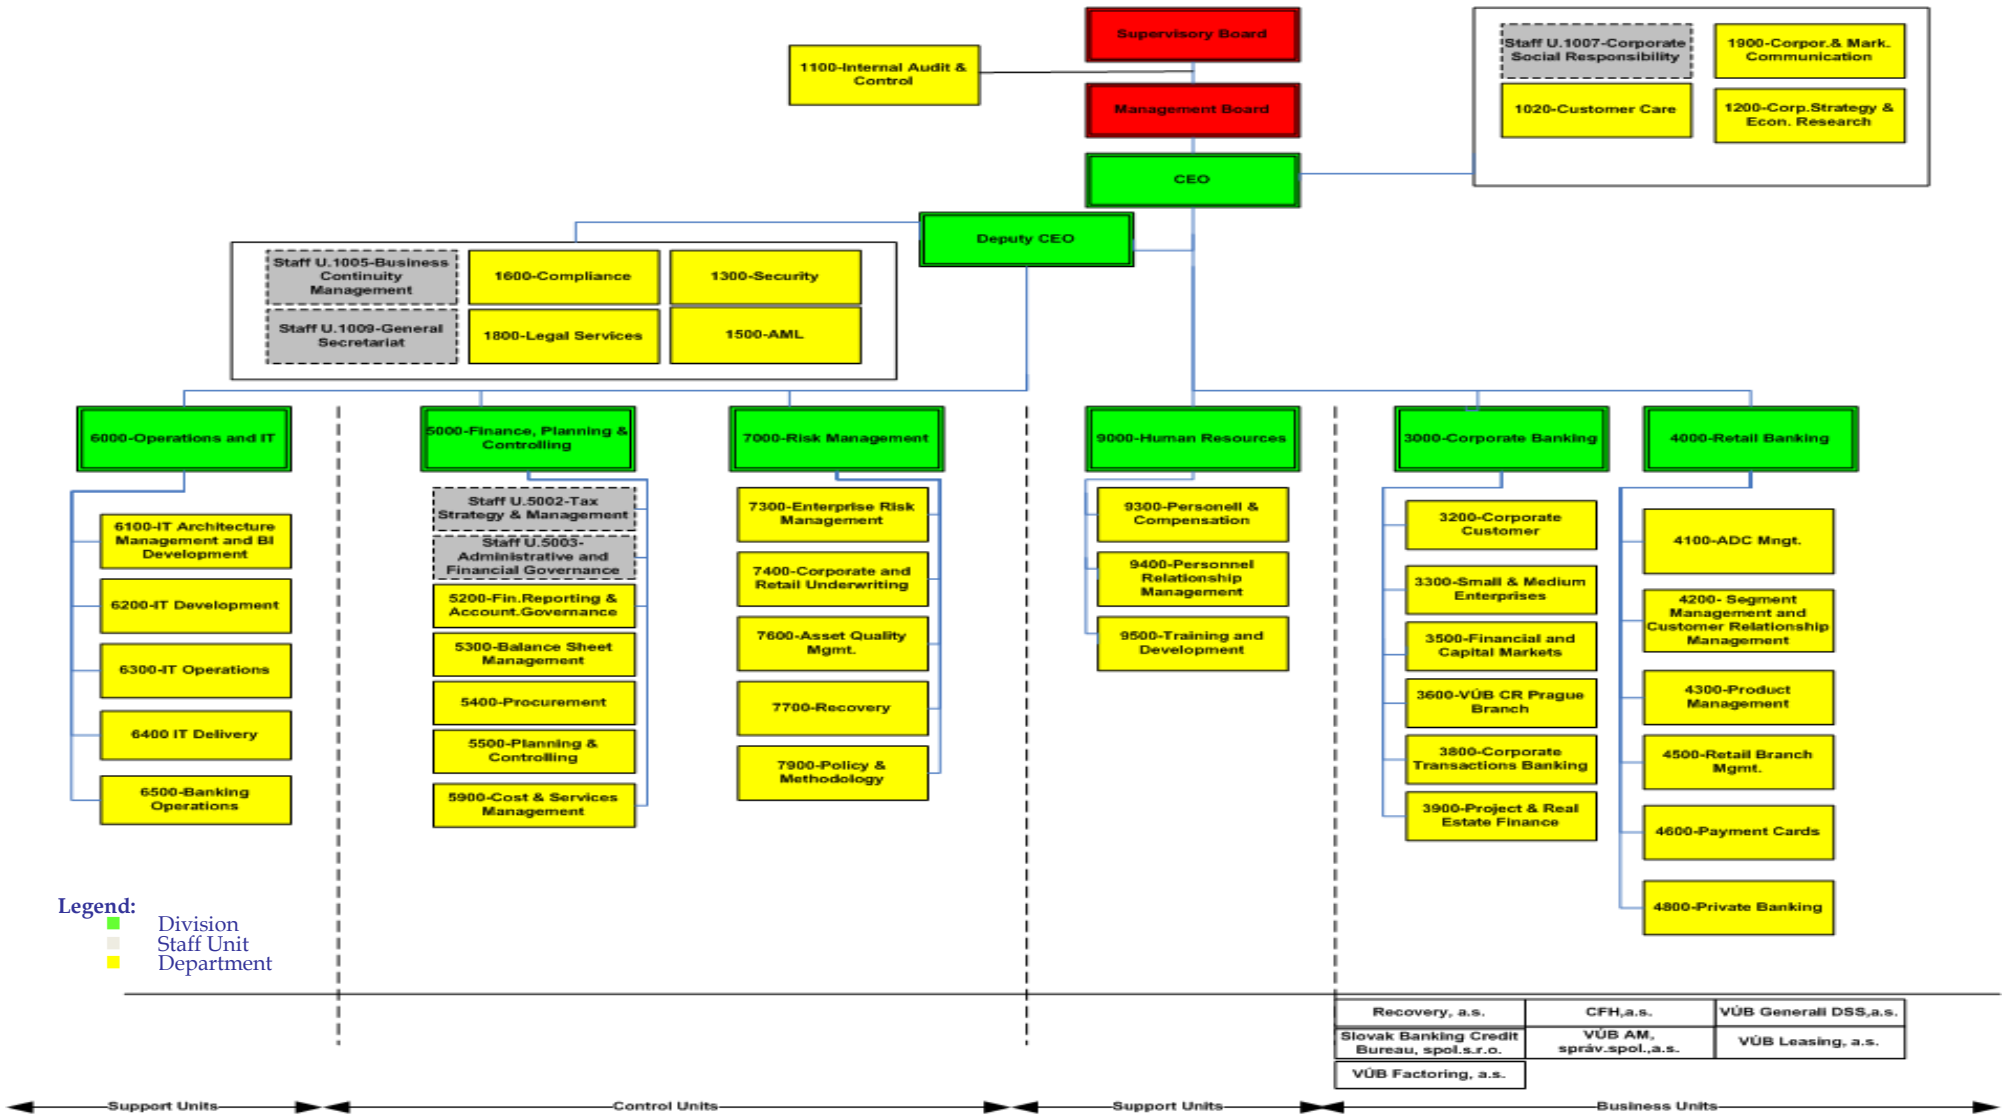 Supervisory Board
1100-Internal Audit &
Control
Management Board
CEO
Deputy CEO
Staff U.1007-Corporate
Social Responsibility
1900-Corpor.& Mark.
Communication
1020-Customer Care
1200-Corp.Strategy &
Econ. Research
Staff U.1005-Business
Continuity
Management
1600-Compliance
1300-Security
Staff U.1009-General
Secretariat
1800-Legal Services
1500-AML
6000-Operations and IT
6100-IT Architecture
Management and BI
Development
6200-IT Development
6300-IT Operations
6400 IT Delivery
6500-Banking
Operations
5000-Finance, Planning &
Controlling
Staff U.5002-Tax
Strategy & Management
Staff U.5003-
Administrative and
Financial Governance
5200-Fin.Reporting &
Account.Governance
5300-Balance Sheet
Management
5400-Procurement
5500-Planning &
Controlling
5900-Cost & Services
Management
7000-Risk Management
7300-Enterprise Risk
Management
7400-Corporate and
Retail Underwriting
7600-Asset Quality
Mgmt.
7700-Recovery
7900-Policy &
Methodology
9000-Human Resources
9300-Personell &
Compensation
9400-Personnel
Relationship
Management
9500-Training and
Development
3000-Corporate Banking
3200-Corporate
Customer
3300-Small & Medium
Enterprises
3500-Financial and
Capital Markets
3600-VÚB CR Prague
Branch
3800-Corporate
Transactions Banking
3900-Project & Real
Estate Finance
4000-Retail Banking
4100-ADC Mngt.
4200- Segment
Management and
Customer Relationship
Management
4300-Product
Management
4500-Retail Branch
Mgmt.
4600-Payment Cards
4800-Private Banking
Legend:
Division
Staff Unit
Department
Recovery, a.s.
CFH,a.s.
VÚB Generali DSS,a.s.
Slovak Banking Credit
Bureau, spol.s.r.o.
VÚB AM,
správ.spol.,a.s.
VÚB Leasing, a.s.
VÚB Factoring, a.s.
Support Units
Control Units
Support Units
Business Units